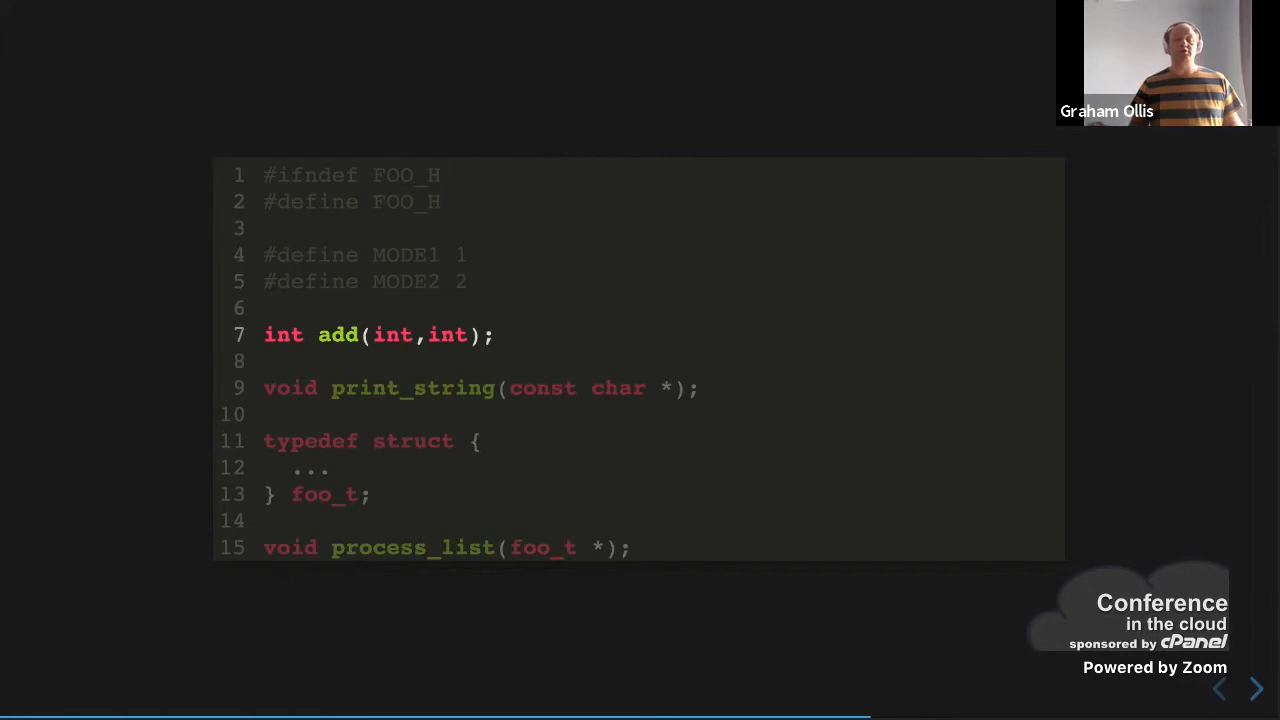 Graham Ollis
1 #ifndef FOO_H
2 #define FOO_H
3
4 #define MODE1 1
5 #define MODE2 2
6
7 int add(int,int);
8
9 void print_string(const char *);
10
11 typedef struct {
12   ...
13 } foo_t;
14
15 void process_list(foo_t *);
Conference
in the cloud
sponsored by cPanel
Powered by Zoom